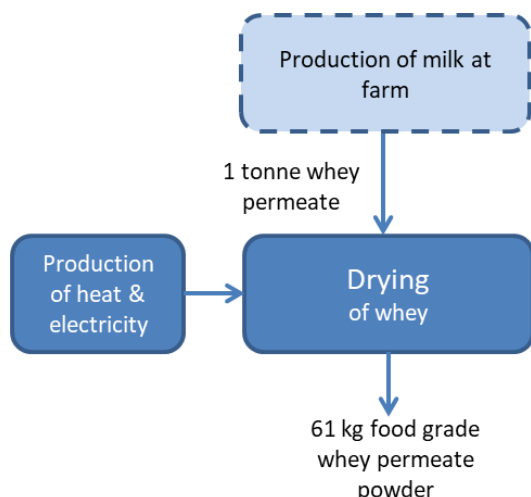 Production of milk at
farm
1 tonne whey
permeate
Production
of heat &
electricity
Drying
of whey
61 kg food grade
whey permeate
powder